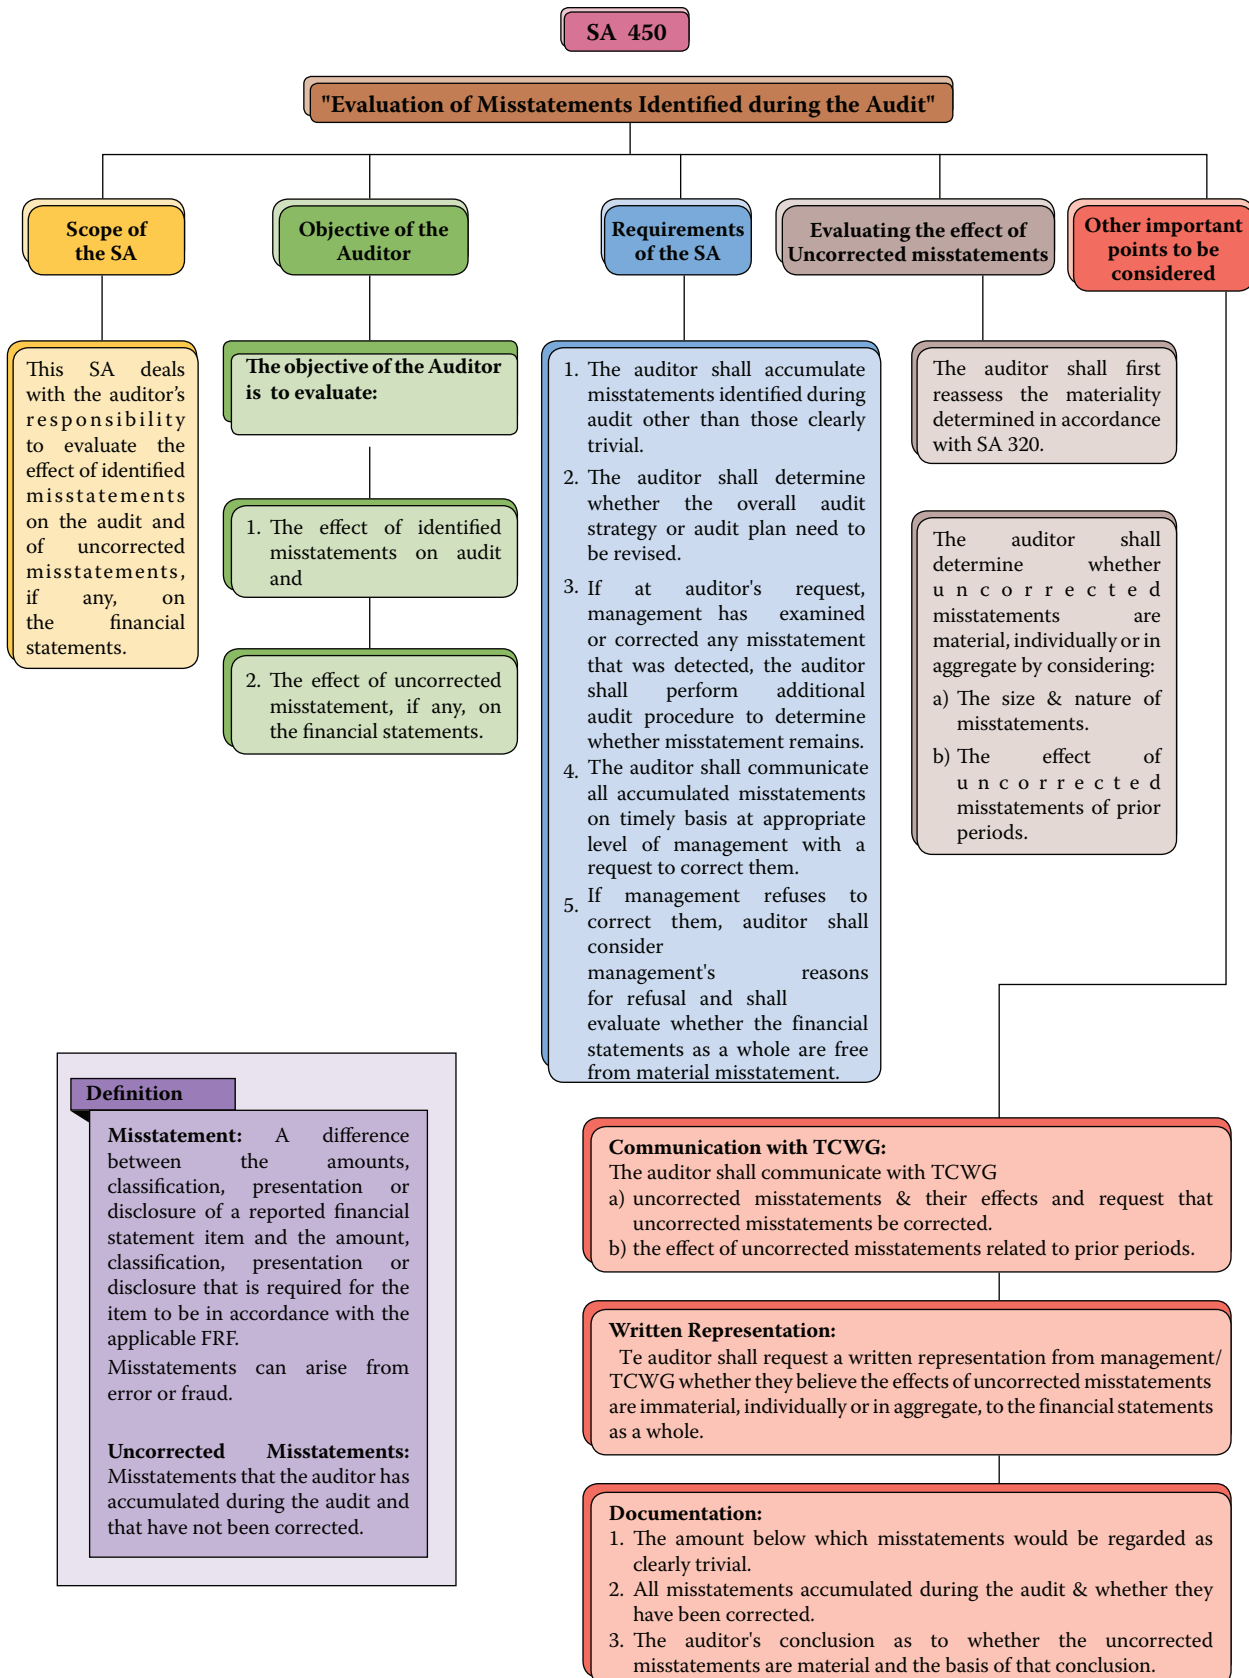 SA 450
"Evaluation of Misstatements Identified during the Audit"
Scope of
the SA
This SA deals
with the auditor's
responsibility
to evaluate the
effect of identified
misstatements
on the audit and
of uncorrected
misstatements,
if any, on
the financial
statements.
Objective of the
Auditor
The objective of the Auditor
is to evaluate:
1. The effect of identified
misstatements on audit
and
2. The effect of uncorrected
misstatement, if any, on
the financial statements.
Requirements
of the SA
1. The auditor shall accumulate
misstatements identified during
audit other than those clearly
trivial.
2. The auditor shall determine
whether the overall audit
strategy or audit plan need to
be revised.
3. If at auditor's request,
management has examined
or corrected any misstatement
that was detected, the auditor
shall perform additional
audit procedure to determine
whether misstatement remains.
4. The auditor shall communicate
all accumulated misstatements
on timely basis at appropriate
level of management with a
request to correct them.
5. If management refuses to
correct them, auditor shall
consider
management's reasons
for refusal and shall
evaluate whether the financial
statements as a whole are free
from material misstatement.
Evaluating the effect of
Uncorrected misstatements
The auditor shall first
reassess the materiality
determined in accordance
with SA 320.
The auditor shall
determine whether
uncorrected
misstatements are
material, individually or in
aggregate by considering:
a) The size & nature of
misstatements.
b) The effect of
uncorrected
misstatements of prior
periods.
Other important
points to be
considered
Communication with TCWG:
The auditor shall communicate with TCWG
a) uncorrected misstatements & their effects and request that
uncorrected misstatements be corrected.
b) the effect of uncorrected misstatements related to prior periods.
Written Representation:
Te auditor shall request a written representation from management/
TCWG whether they believe the effects of uncorrected misstatements
are immaterial, individually or in aggregate, to the financial statements
as a whole.
Documentation:
1. The amount below which misstatements would be regarded as
clearly trivial.
2. All misstatements accumulated during the audit & whether they
have been corrected.
3. The auditor's conclusion as to whether the uncorrected
misstatements are material and the basis of that conclusion.
Definition
Misstatement: A difference
between the amounts,
classification, presentation or
disclosure of a reported financial
statement item and the amount,
classification, presentation or
disclosure that is required for the
item to be in accordance with the
applicable FRF.
Misstatements can arise from
error or fraud.
Uncorrected Misstatements:
Misstatements that the auditor has
accumulated during the audit and
that have not been corrected.